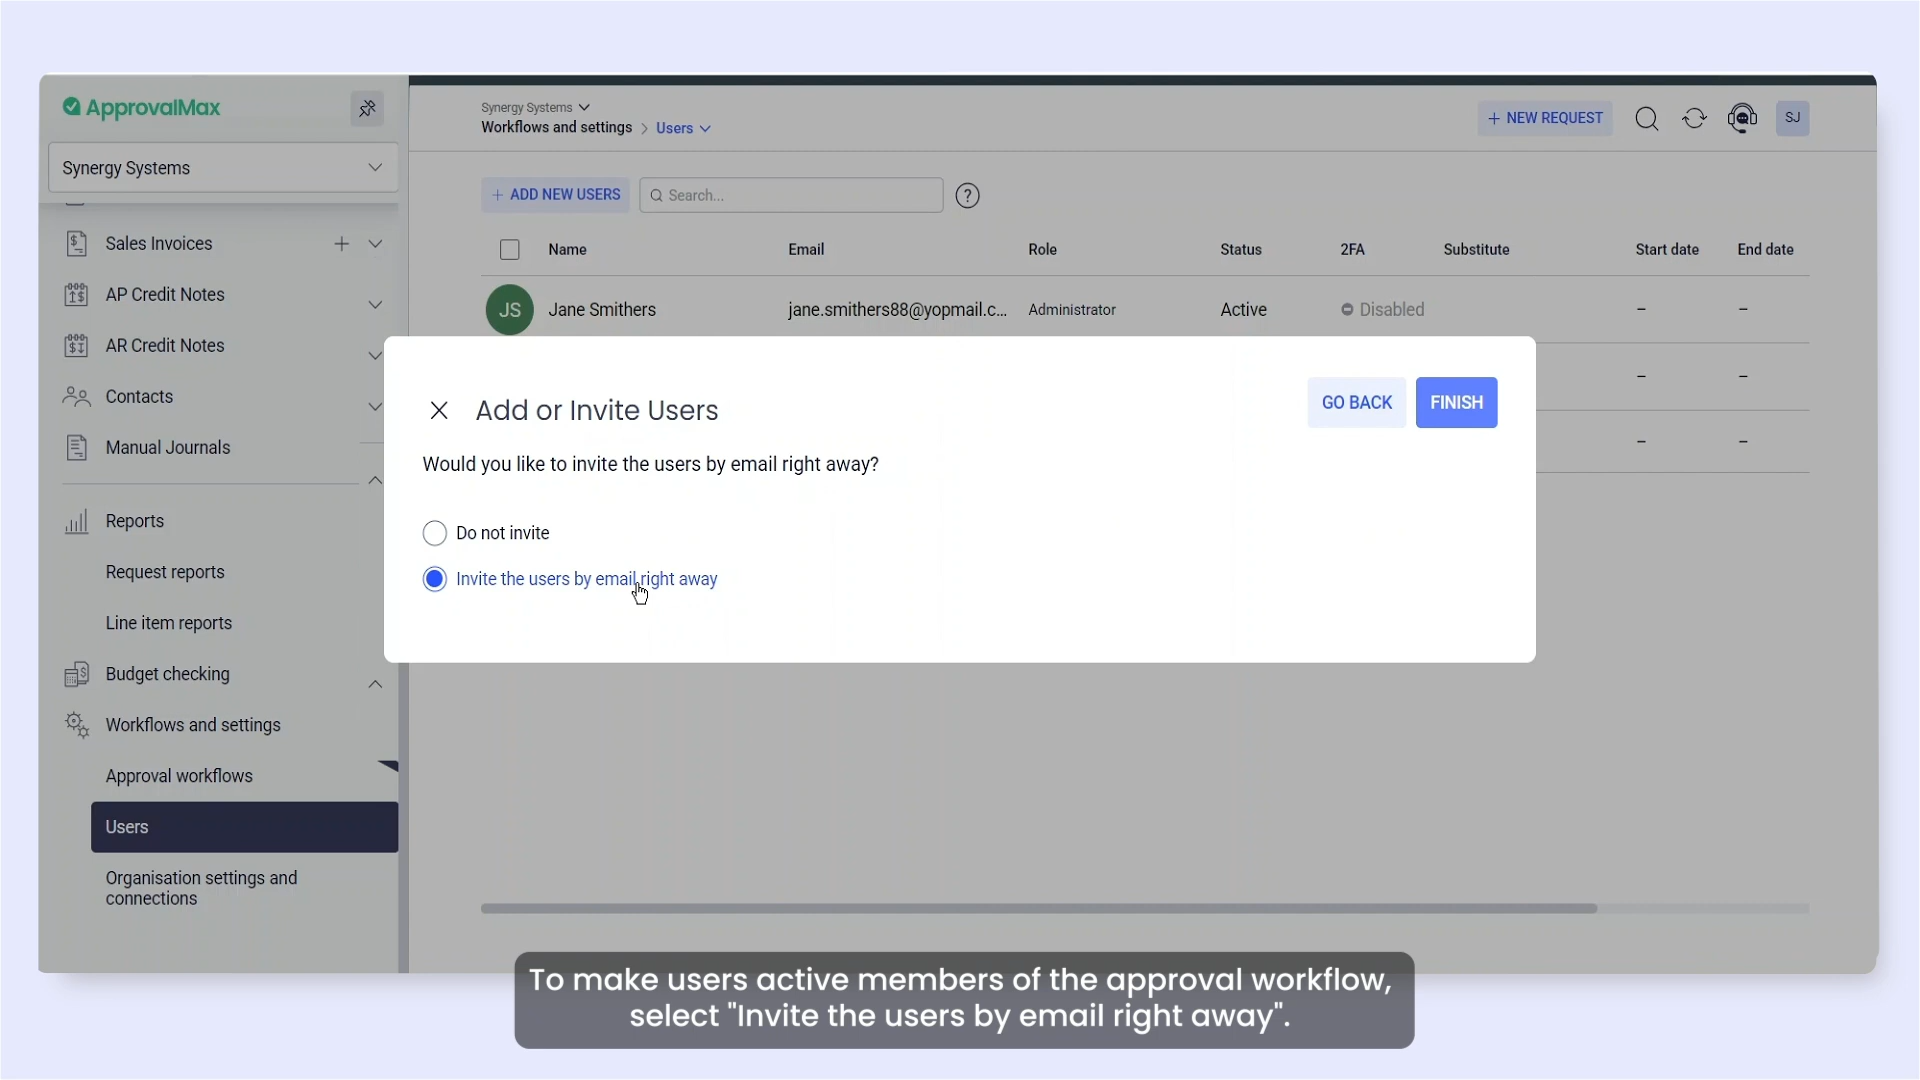 ApprovalMax
Synergy Systems
Sales Invoices
AP Credit Notes
AR Credit Notes
Contacts
Manual Journals
Reports
Request reports
Line item reports
Budget checking
Workflows and settings
Approval workflows
Users
Organisation settings and
connections
Synergy Systems
Workflows and settings > Users
+ NEW REQUEST
SJ
+ ADD NEW USERS
Search...
?
Name Email Role Status 2FA Substitute Start date End date
JS Jane Smithers jane.smithers88@yopmail.c... Administrator Active Disabled – –
– –
– –
Add or Invite Users
GO BACK
FINISH
Would you like to invite the users by email right away?
Do not invite
Invite the users by email right away
To make users active members of the approval workflow,
select "Invite the users by email right away".